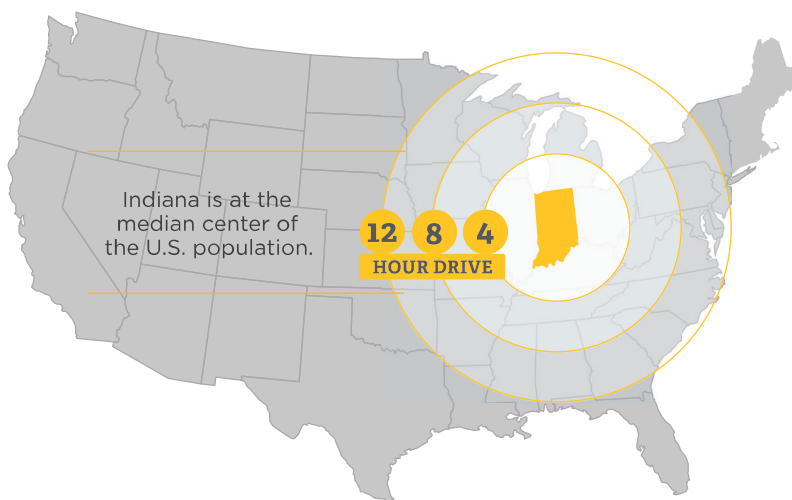 Indiana is at the
median center of
the U.S. population.
12 8 4
HOUR DRIVE